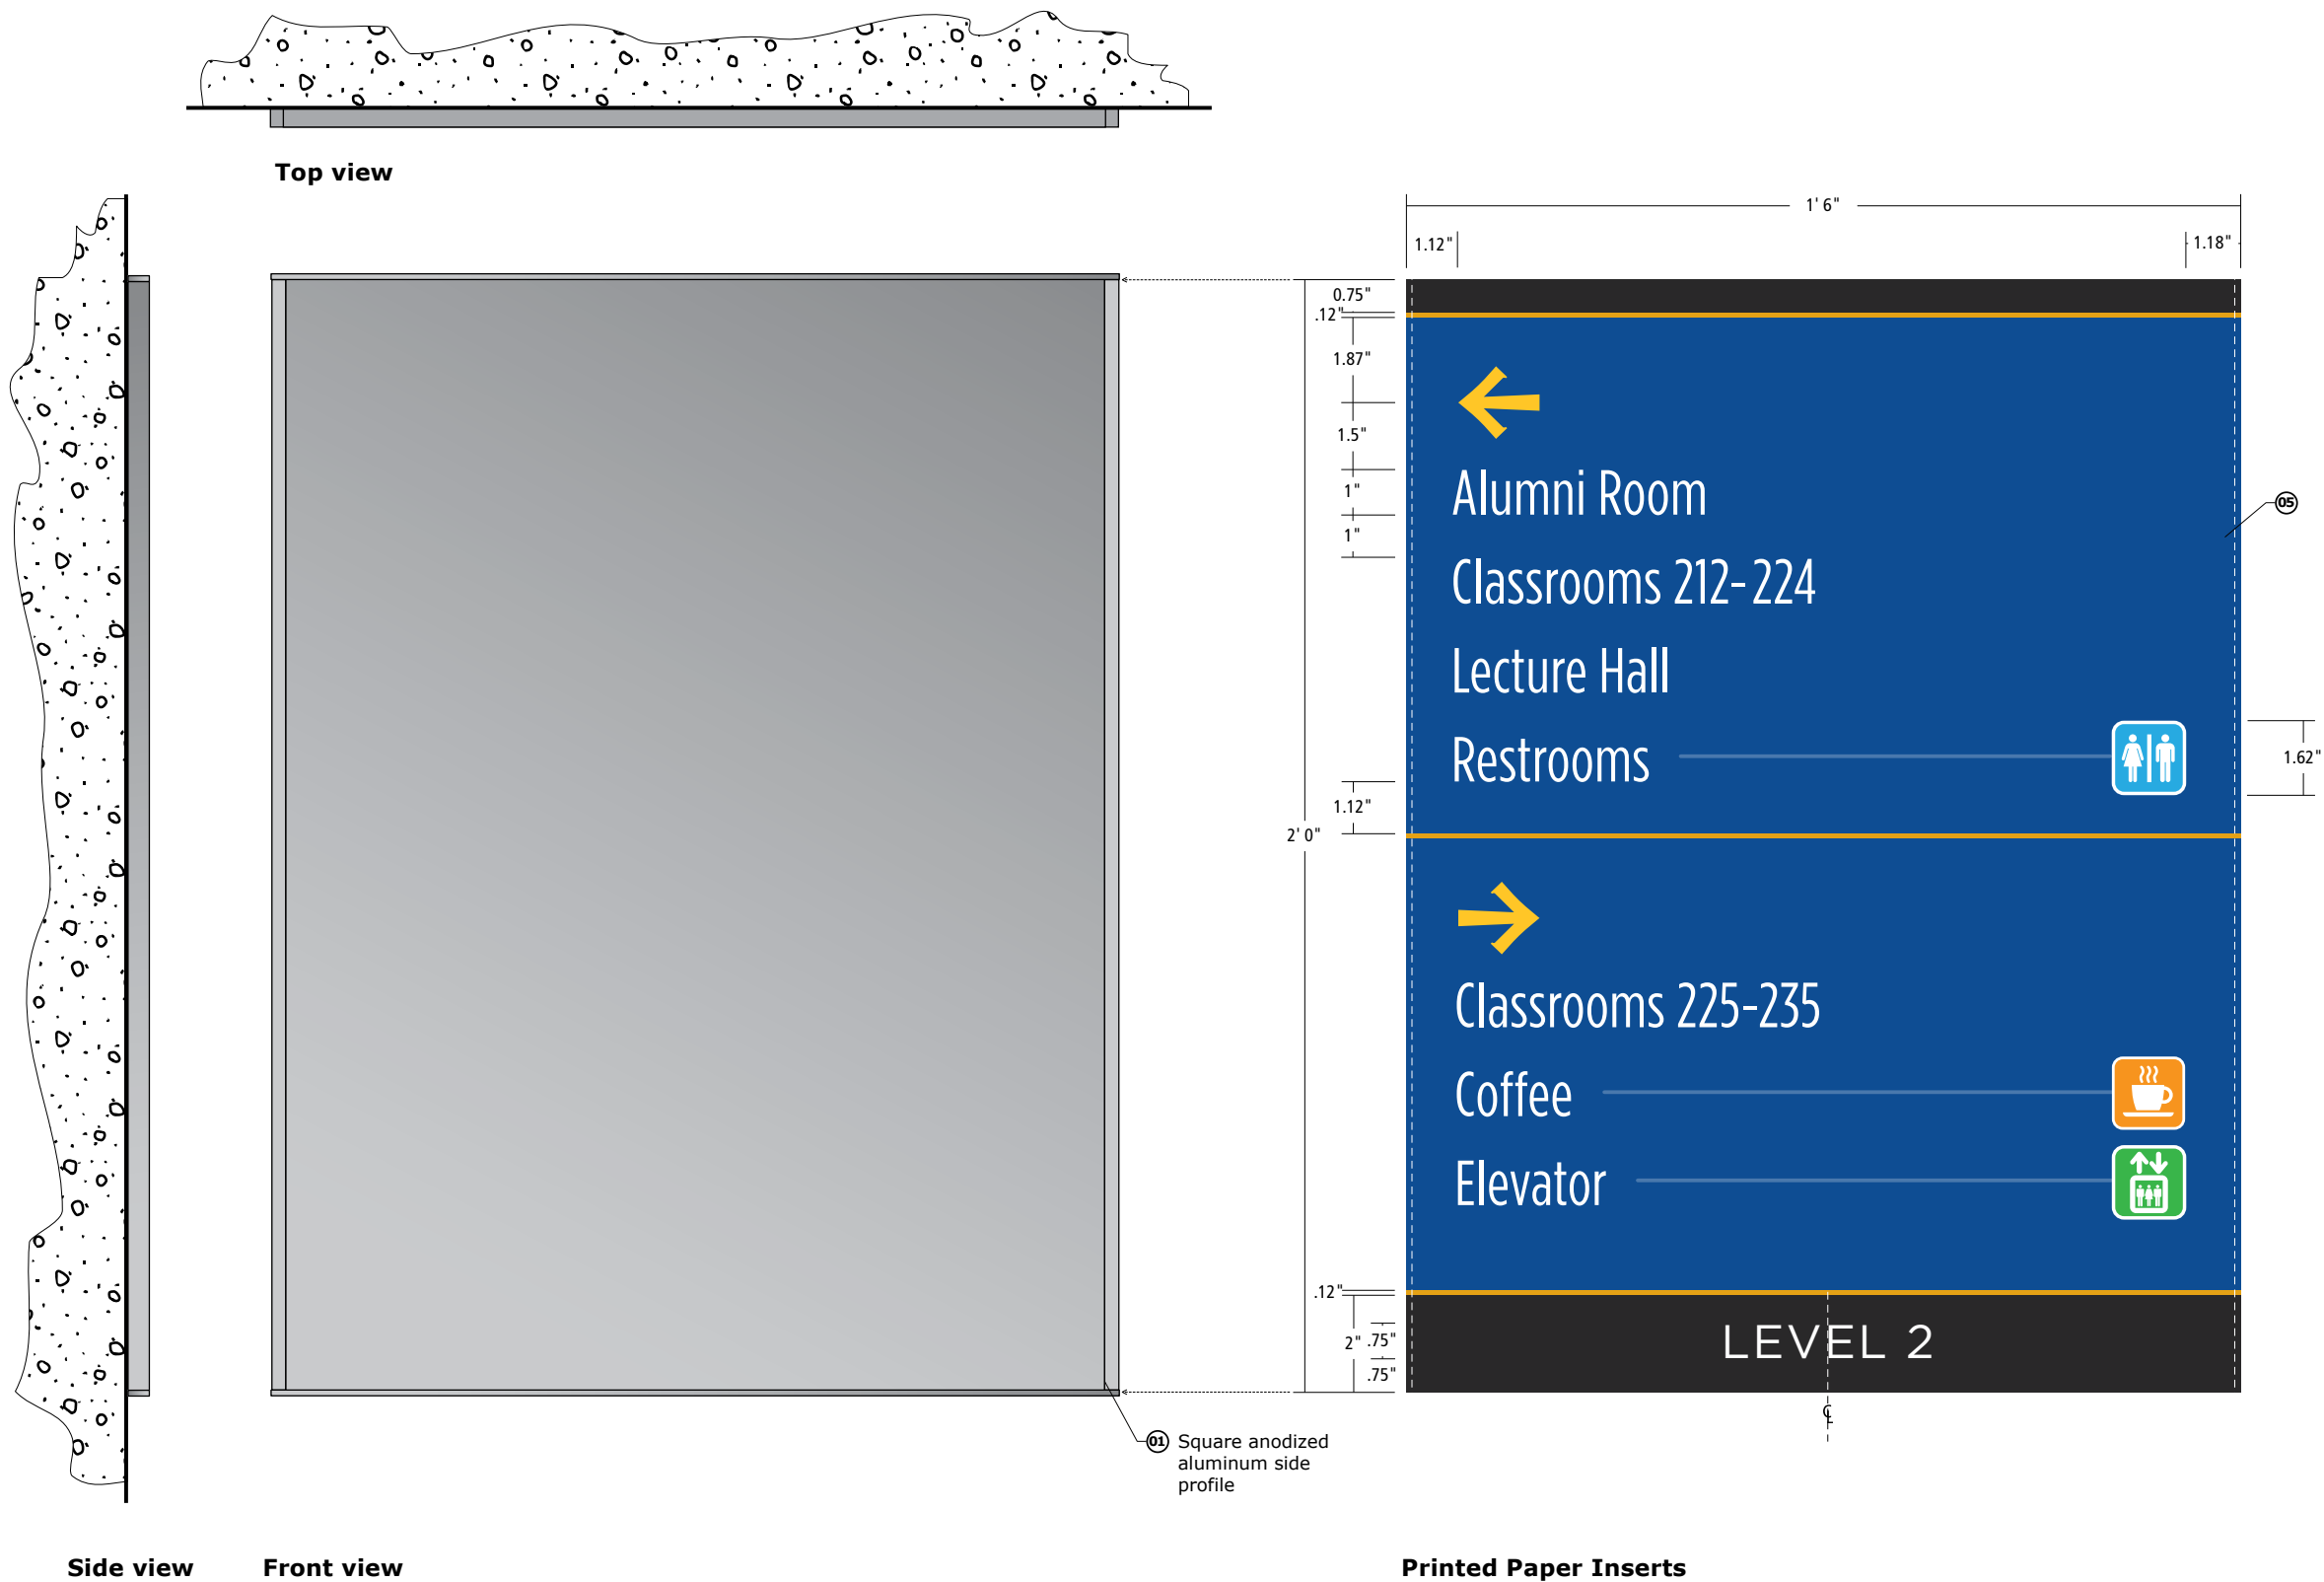 Top view
1' 6"
1.12"
1.18"
0.75"
.12"
1.87"
1.5"
1"
1"
Alumni Room
05
Classrooms 212-224
Lecture Hall
Restrooms
1.62"
1.12"
2' 0"
Classrooms 225-235
Coffee
Elevator
.12"
2"
.75"
.75"
LEVEL 2
℄
01 Square anodized
aluminum side
profile
Side view
Front view
Printed Paper Inserts